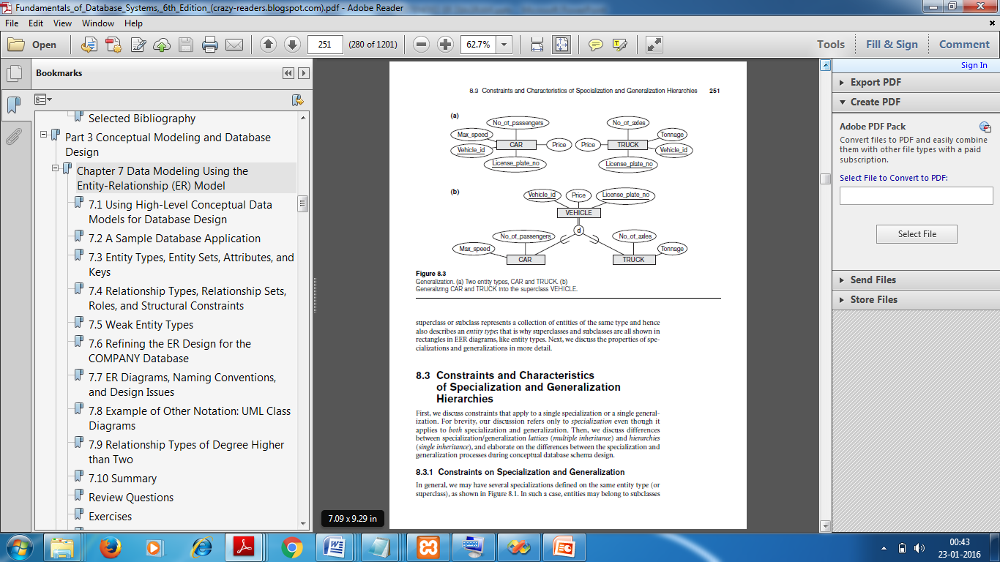 Fundamentals_of_Database_Systems,_6th_Edition_(crazy-readers.blogspot.com).pdf - Adobe Reader
File Edit View Window Help
Open 251 (280 of 1201) 62.7% Tools Fill & Sign Comment
Sign In
Bookmarks
Selected Bibliography
Part 3 Conceptual Modeling and Database
Design
Chapter 7 Data Modeling Using the
Entity-Relationship (ER) Model
7.1 Using High-Level Conceptual Data
Models for Database Design
7.2 A Sample Database Application
7.3 Entity Types, Entity Sets, Attributes, and
Keys
7.4 Relationship Types, Relationship Sets,
Roles, and Structural Constraints
7.5 Weak Entity Types
7.6 Refining the ER Design for the
COMPANY Database
7.7 ER Diagrams, Naming Conventions,
and Design Issues
7.8 Example of Other Notation: UML Class
Diagrams
7.9 Relationship Types of Degree Higher
than Two
7.10 Summary
Review Questions
Exercises
8.3 Constraints and Characteristics of Specialization and Generalization Hierarchies 251
(a)
No_of_passengers No_of_axles
Max_speed Tonnage
CAR Price Price TRUCK
Vehicle_id Vehicle_id
License_plate_no License_plate_no
(b)
Vehicle_id Price License_plate_no
VEHICLE
d
No_of_passengers No_of_axles
Max_speed Tonnage
CAR TRUCK
Figure 8.3
Generalization. (a) Two entity types, CAR and TRUCK. (b)
Generalizing CAR and TRUCK into the superclass VEHICLE.
superclass or subclass represents a collection of entities of the same type and hence
also describes an entity type; that is why superclasses and subclasses are all shown in
rectangles in EER diagrams, like entity types. Next, we discuss the properties of spe-
cializations and generalizations in more detail.
8.3 Constraints and Characteristics
of Specialization and Generalization
Hierarchies
First, we discuss constraints that apply to a single specialization or a single general-
ization. For brevity, our discussion refers only to specialization even though it
applies to both specialization and generalization. Then, we discuss differences
between specialization/generalization lattices (multiple inheritance) and hierarchies
(single inheritance), and elaborate on the differences between the specialization and
generalization processes during conceptual database schema design.
8.3.1 Constraints on Specialization and Generalization
In general, we may have several specializations defined on the same entity type (or
superclass), as shown in Figure 8.1. In such a case, entities may belong to subclasses
7.09 x 9.29 in
Export PDF
Create PDF
Adobe PDF Pack
Convert files to PDF and easily combine
them with other file types with a paid
subscription.
Select File to Convert to PDF:
Select File
Send Files
Store Files
00:43
23-01-2016